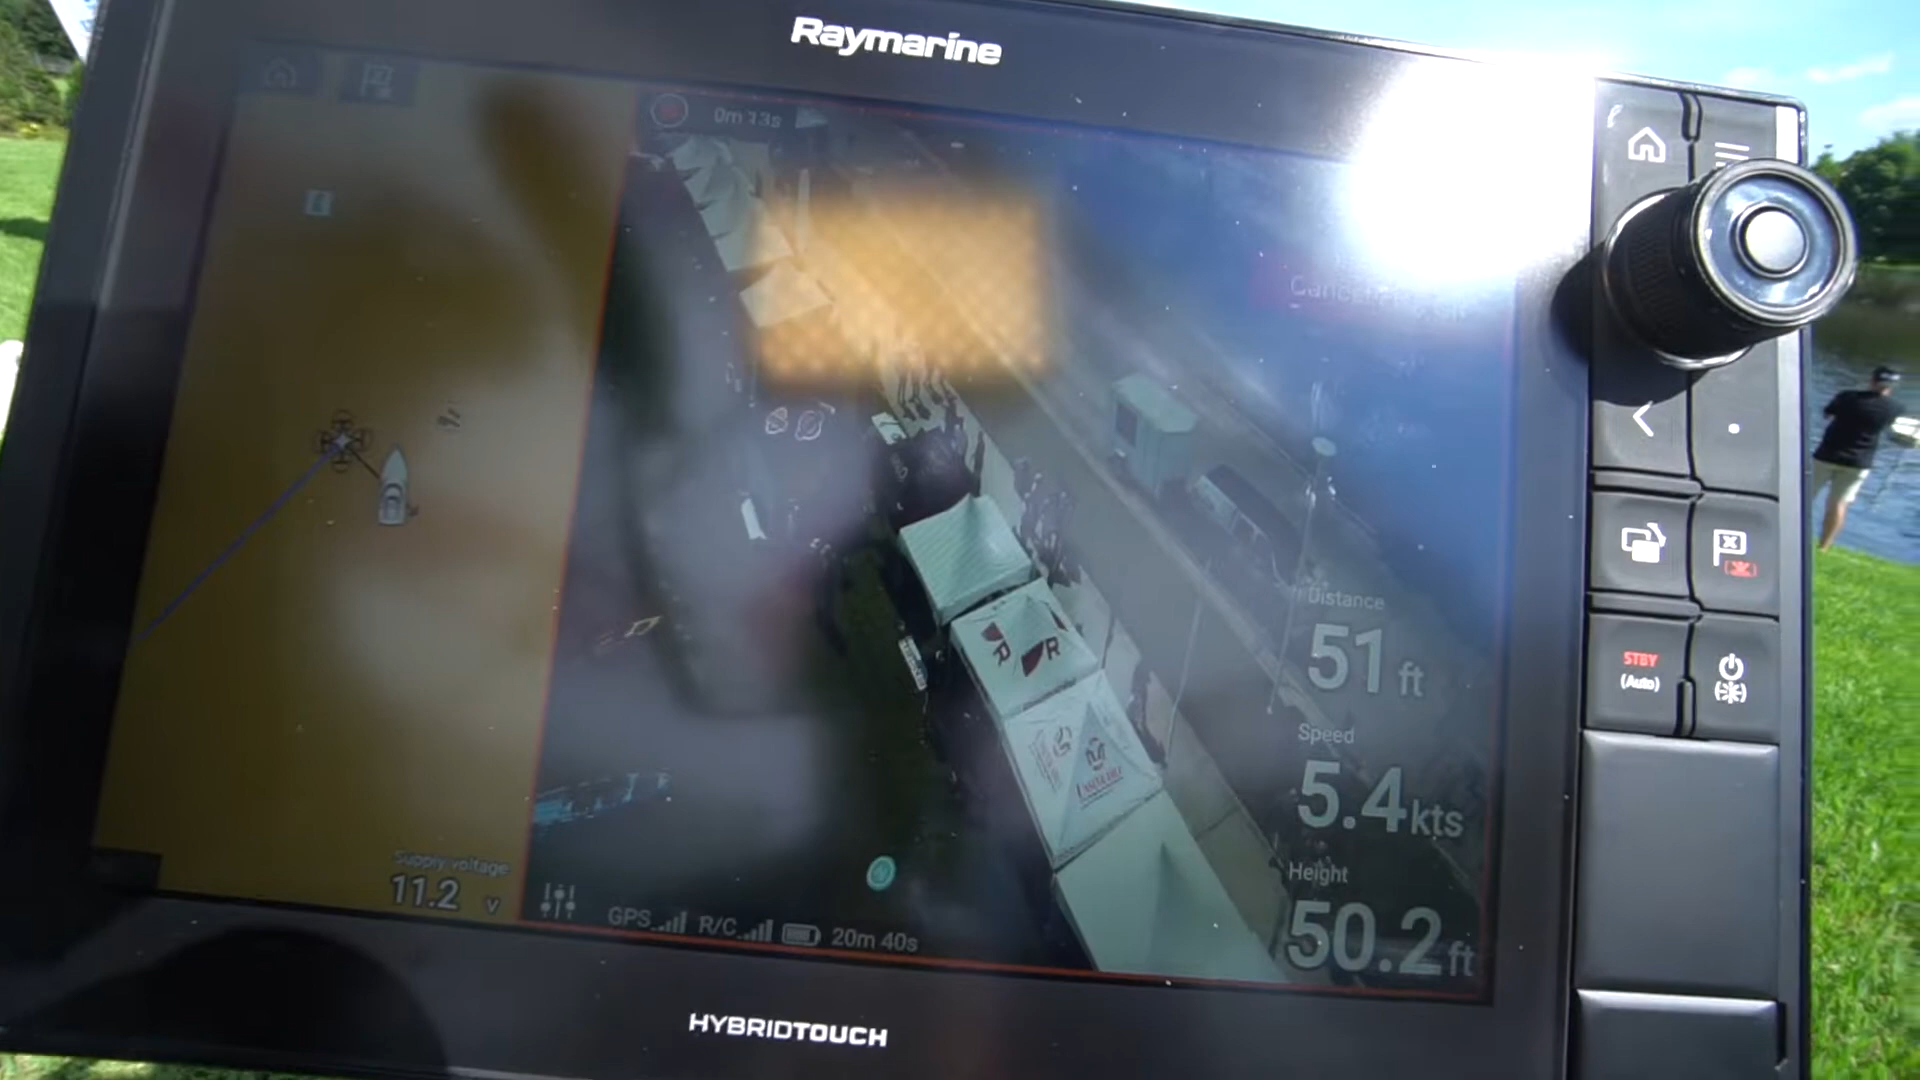 Raymarine
0m 13s
Distance
51 ft
Speed
5.4 kts
Height
50.2 ft
Supply voltage
11.2 V
GPS R/C 20m 40s
R R
STBY
(Auto)
HYBRIDTOUCH